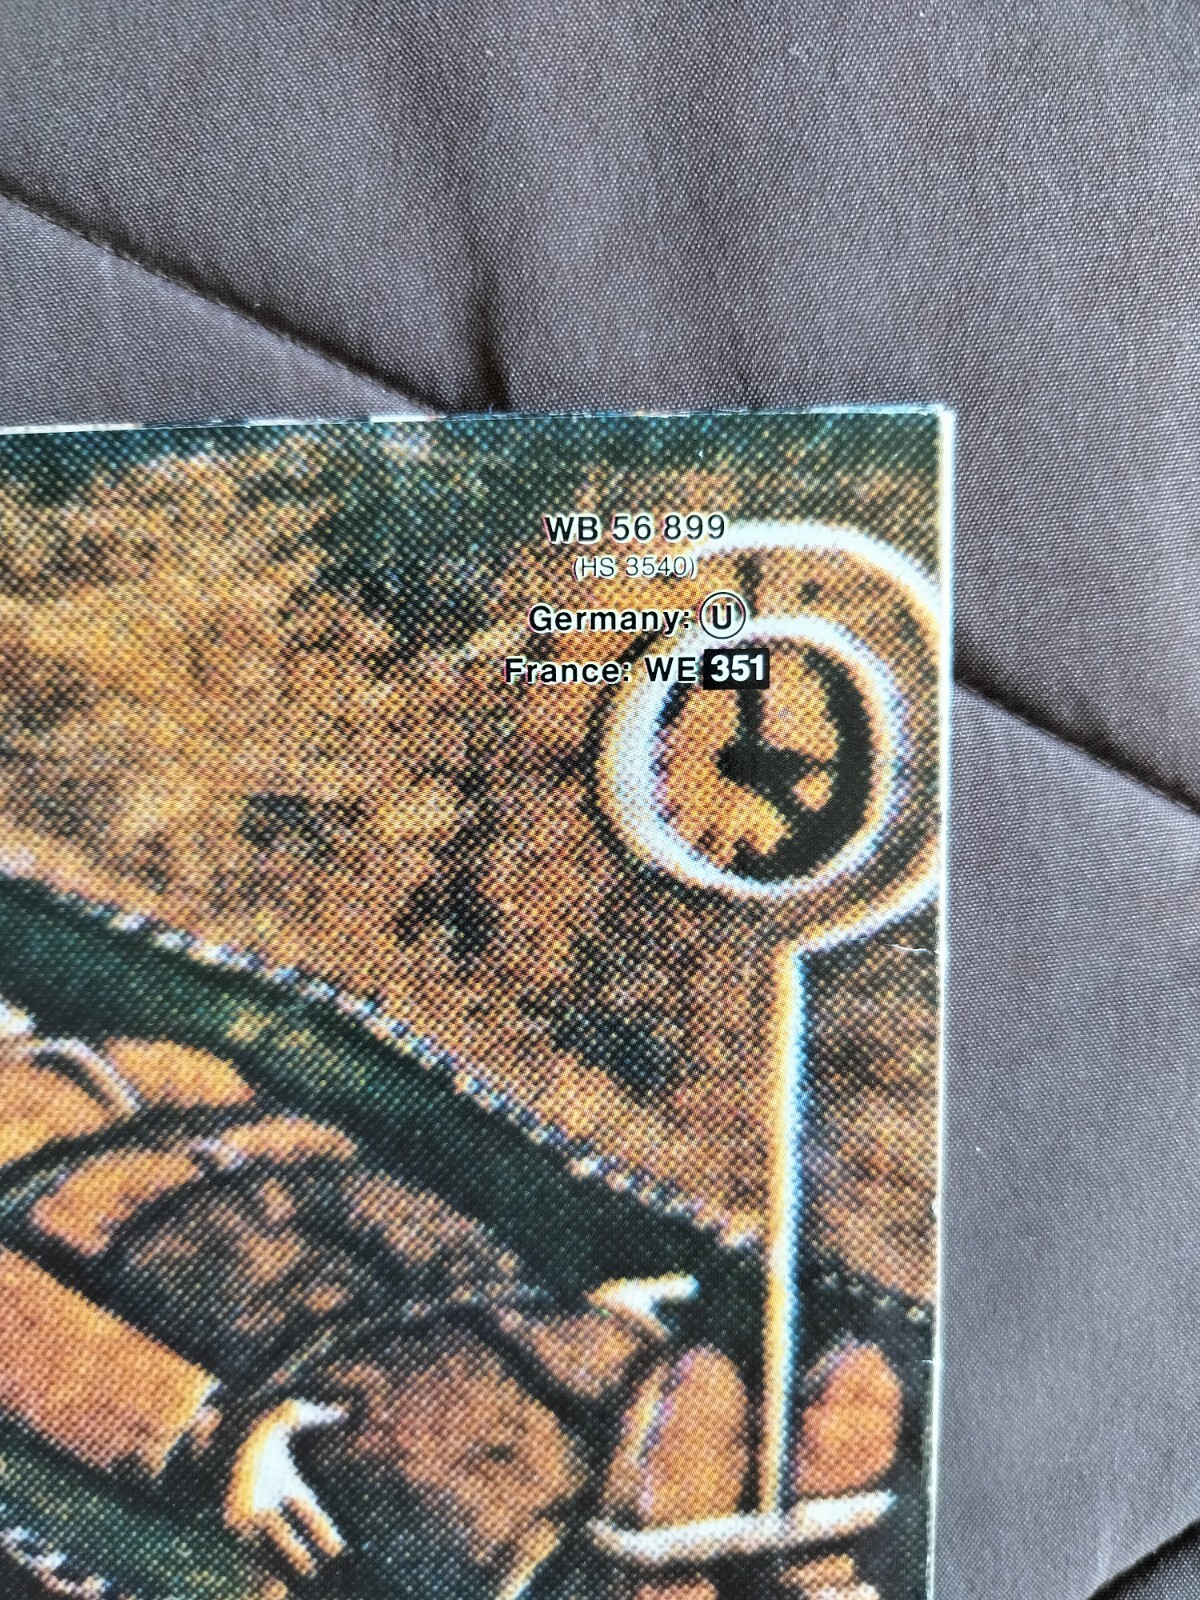 WB 56 899
(HS 3540)
Germany: Ⓤ
France: WE 351